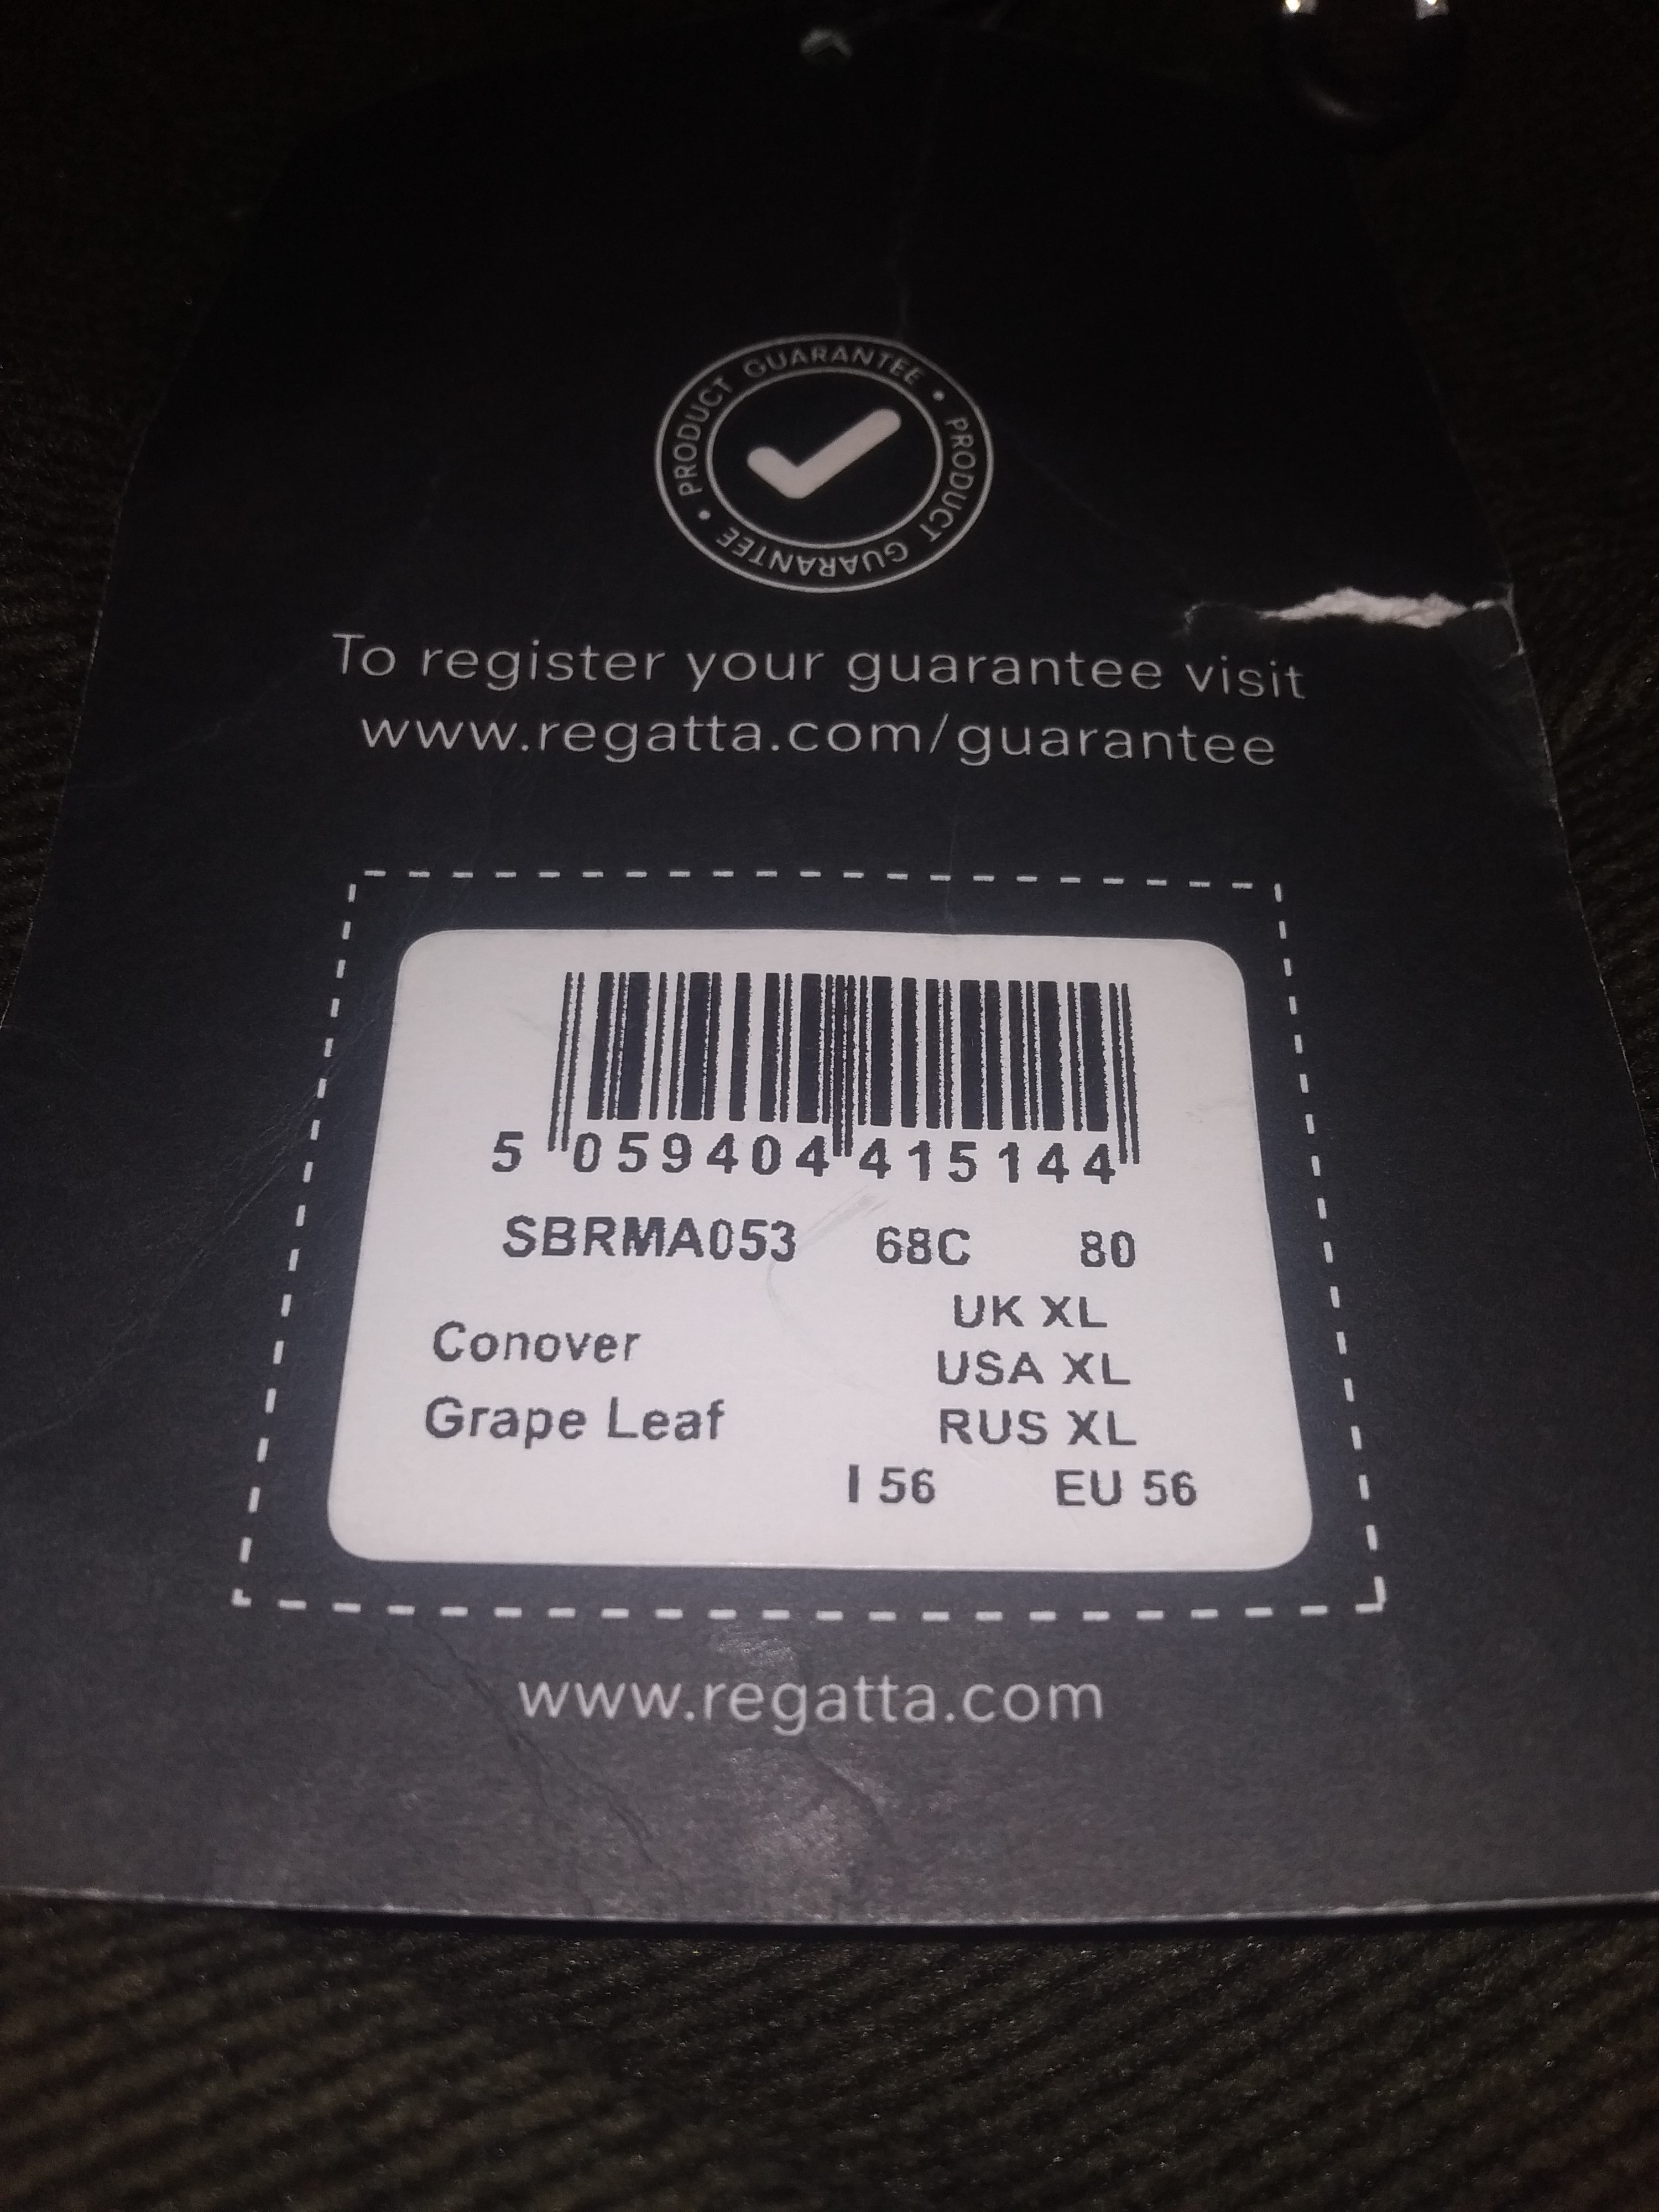 PRODUCT GUARANTEE • PRODUCT GUARANTEE •
To register your guarantee visit
www.regatta.com/guarantee
5 059404 415144
SBRMA053 68C 80
UK XL
Conover
USA XL
Grape Leaf
RUS XL
I 56 EU 56
www.regatta.com